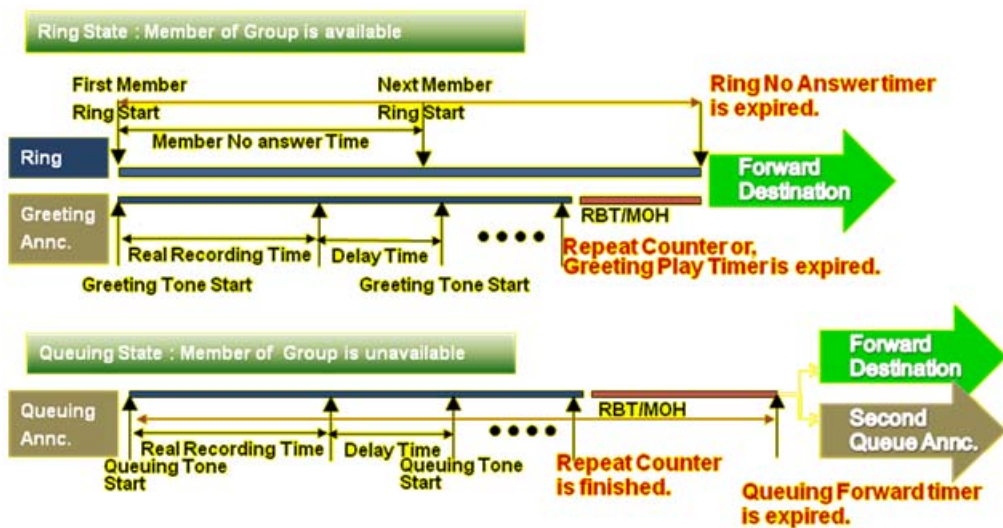 Ring State : Member of Group is available
First Member
Ring Start
Next Member
Ring Start
Ring No Answer timer
is expired.
Member No answer Time
Ring
Forward
Destination
Greeting
Annc.
RBT/MOH
Real Recording Time
Delay Time
Repeat Counter or,
Greeting Play Timer is expired.
Greeting Tone Start
Greeting Tone Start
Queuing State : Member of Group is unavailable
Forward
Destination
Queuing
Annc.
RBT/MOH
Second
Queue Annc.
Real Recording Time
Delay Time
Queuing Tone
Start
Queuing Tone
Start
Repeat Counter
is finished.
Queuing Forward timer
is expired.